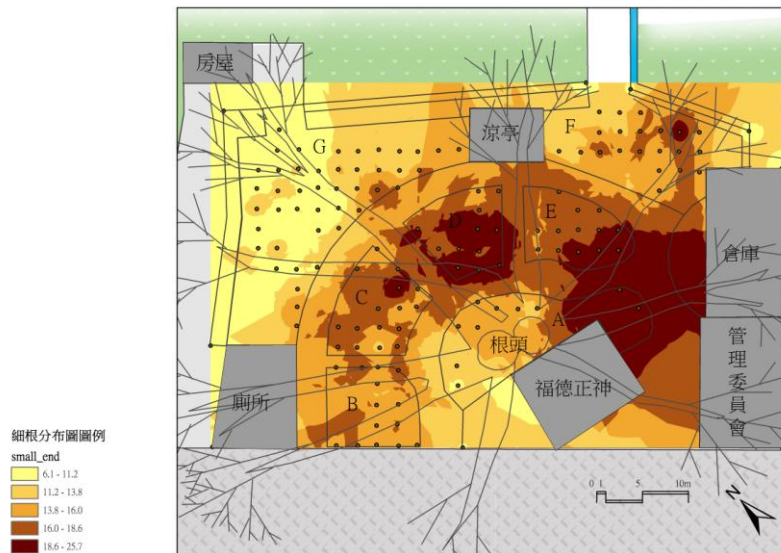 房屋
G
涼亭
F
D
E
C
倉庫
A
根頭
管理委員會
福德正神
廁所
B
細根分布圖圖例
small_end
6.1 - 11.2
11.2 - 13.8
13.8 - 16.0
16.0 - 18.6
18.6 - 25.7
0 1 5 10m
N